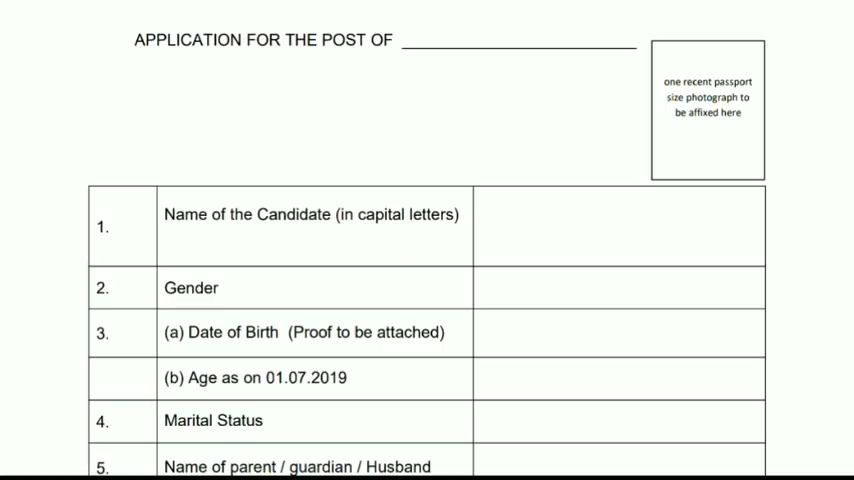 APPLICATION FOR THE POST OF
one recent passport
size photograph to
be affixed here
1. Name of the Candidate (in capital letters)
2. Gender
3. (a) Date of Birth (Proof to be attached)
(b) Age as on 01.07.2019
4. Marital Status
5. Name of parent / guardian / Husband